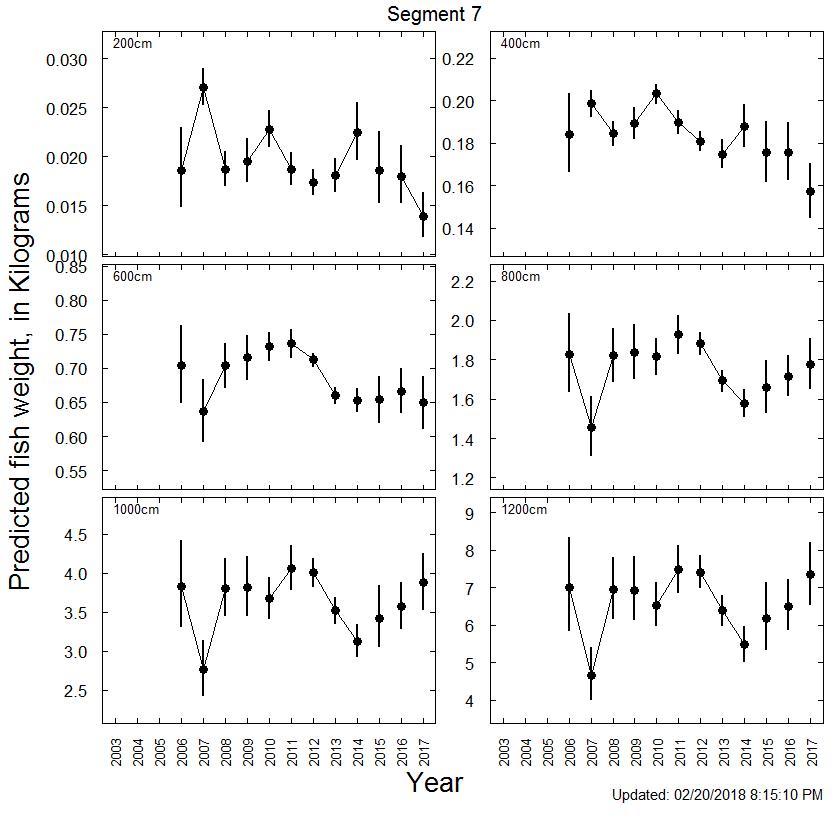 Segment 7
Predicted fish weight, in Kilograms
200cm
0.030
0.025
0.020
0.015
0.010
400cm
0.22
0.20
0.18
0.16
0.14
600cm
0.85
0.80
0.75
0.70
0.65
0.60
0.55
800cm
2.2
2.0
1.8
1.6
1.4
1.2
1000cm
4.5
4.0
3.5
3.0
2.5
1200cm
9
8
7
6
5
4
2003 2004 2005 2006 2007 2008 2009 2010 2011 2012 2013 2014 2015 2016 2017
2003 2004 2005 2006 2007 2008 2009 2010 2011 2012 2013 2014 2015 2016 2017
Year
Updated: 02/20/2018 8:15:10 PM